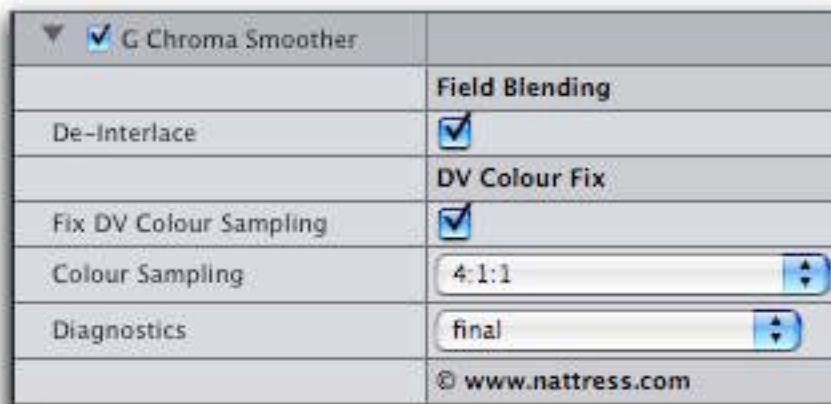 G Chroma Smoother
Field Blending
De-Interlace
DV Colour Fix
Fix DV Colour Sampling
Colour Sampling 4:1:1
Diagnostics final
© www.nattress.com